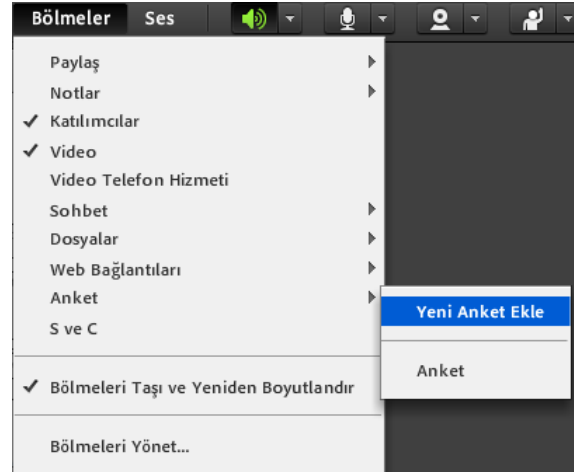 Bölmeler Ses
Paylaş
Notlar
Katılımcılar
Video
Video Telefon Hizmeti
Sohbet
Dosyalar
Web Bağlantıları
Anket
S ve C
Yeni Anket Ekle
Anket
Bölmeleri Taşı ve Yeniden Boyutlandır
Bölmeleri Yönet...